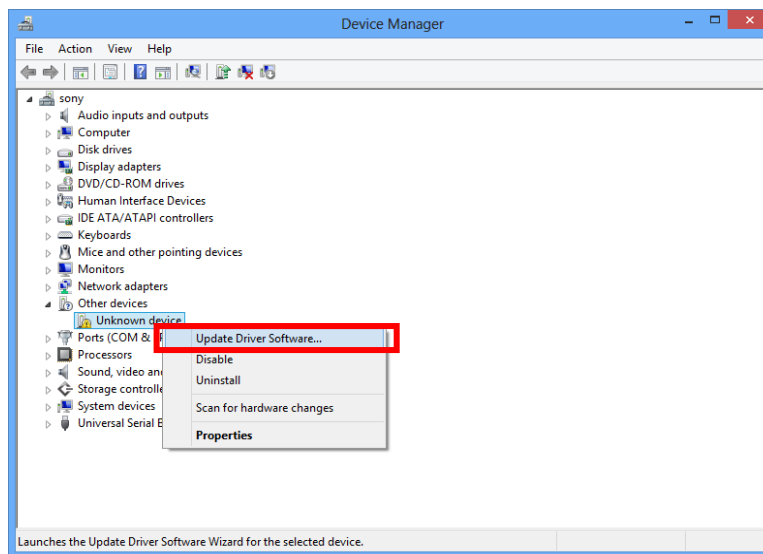 Device Manager
File Action View Help
sony
Audio inputs and outputs
Computer
Disk drives
Display adapters
DVD/CD-ROM drives
Human Interface Devices
IDE ATA/ATAPI controllers
Keyboards
Mice and other pointing devices
Monitors
Network adapters
Other devices
Unknown device
Ports (COM &
Update Driver Software...
Processors
Disable
Sound, video an
Uninstall
Storage controlle
System devices
Scan for hardware changes
Universal Serial B
Properties
Launches the Update Driver Software Wizard for the selected device.